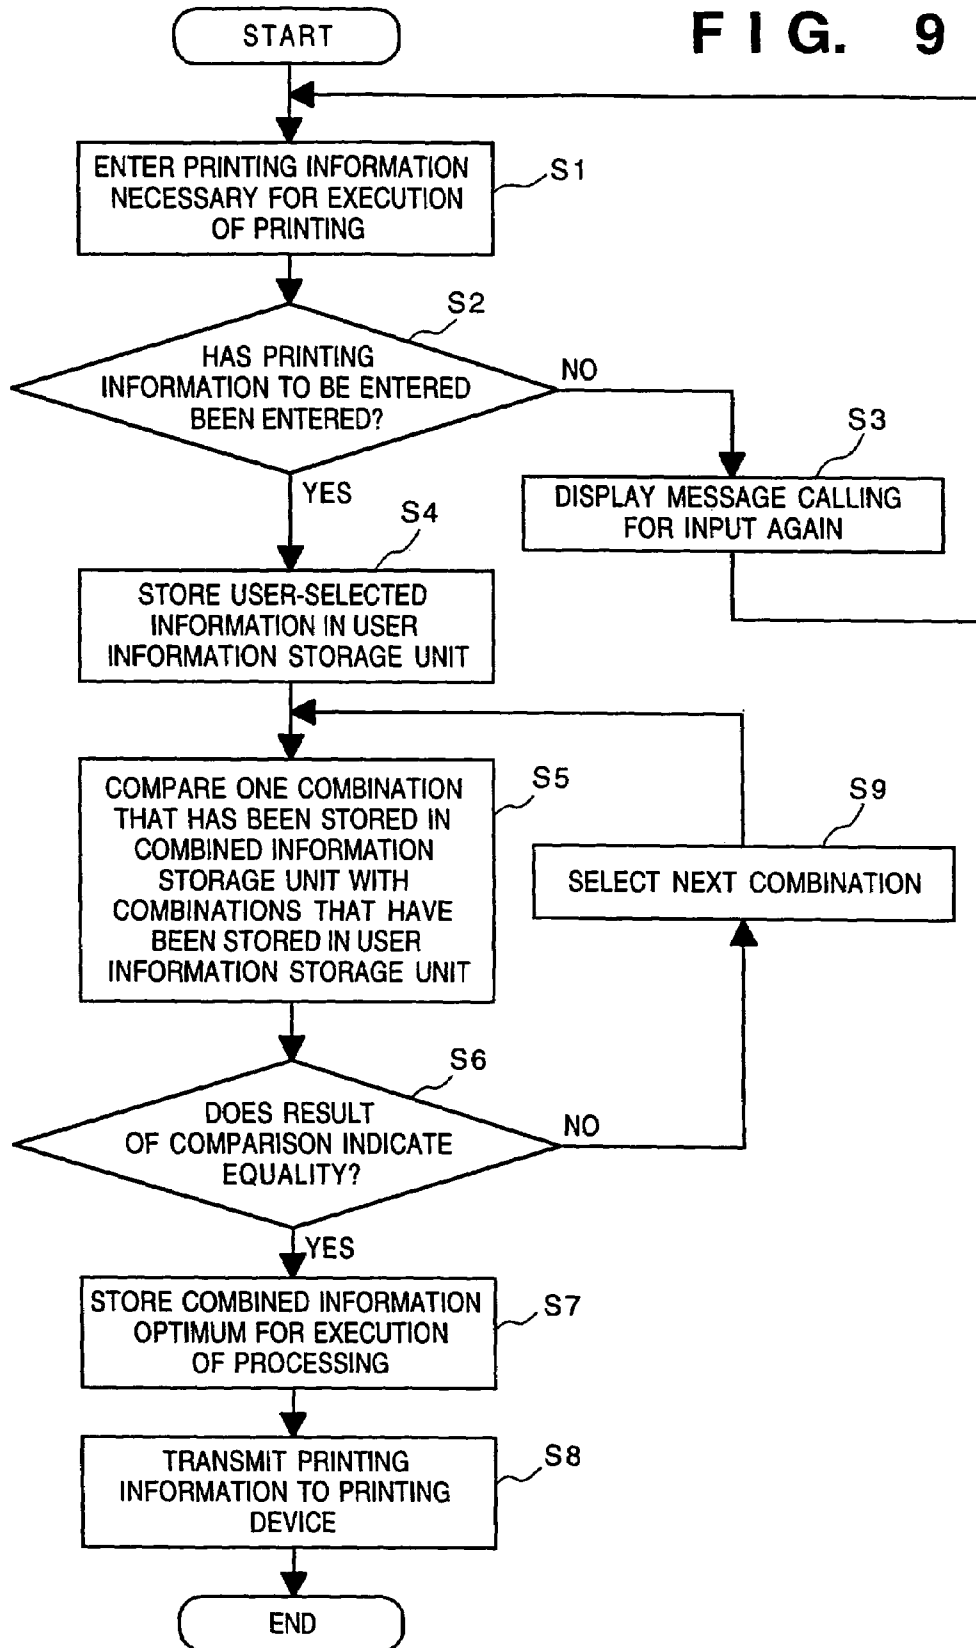 FIG. 9
START
ENTER PRINTING INFORMATION
NECESSARY FOR EXECUTION
OF PRINTING
S1
S2
HAS PRINTING
INFORMATION TO BE ENTERED
BEEN ENTERED?
NO
YES
S3
DISPLAY MESSAGE CALLING
FOR INPUT AGAIN
S4
STORE USER-SELECTED
INFORMATION IN USER
INFORMATION STORAGE UNIT
S5
COMPARE ONE COMBINATION
THAT HAS BEEN STORED IN
COMBINED INFORMATION
STORAGE UNIT WITH
COMBINATIONS THAT HAVE
BEEN STORED IN USER
INFORMATION STORAGE UNIT
S9
SELECT NEXT COMBINATION
S6
DOES RESULT
OF COMPARISON INDICATE
EQUALITY?
NO
YES
STORE COMBINED INFORMATION
OPTIMUM FOR EXECUTION
OF PROCESSING
S7
TRANSMIT PRINTING
INFORMATION TO PRINTING
DEVICE
S8
END